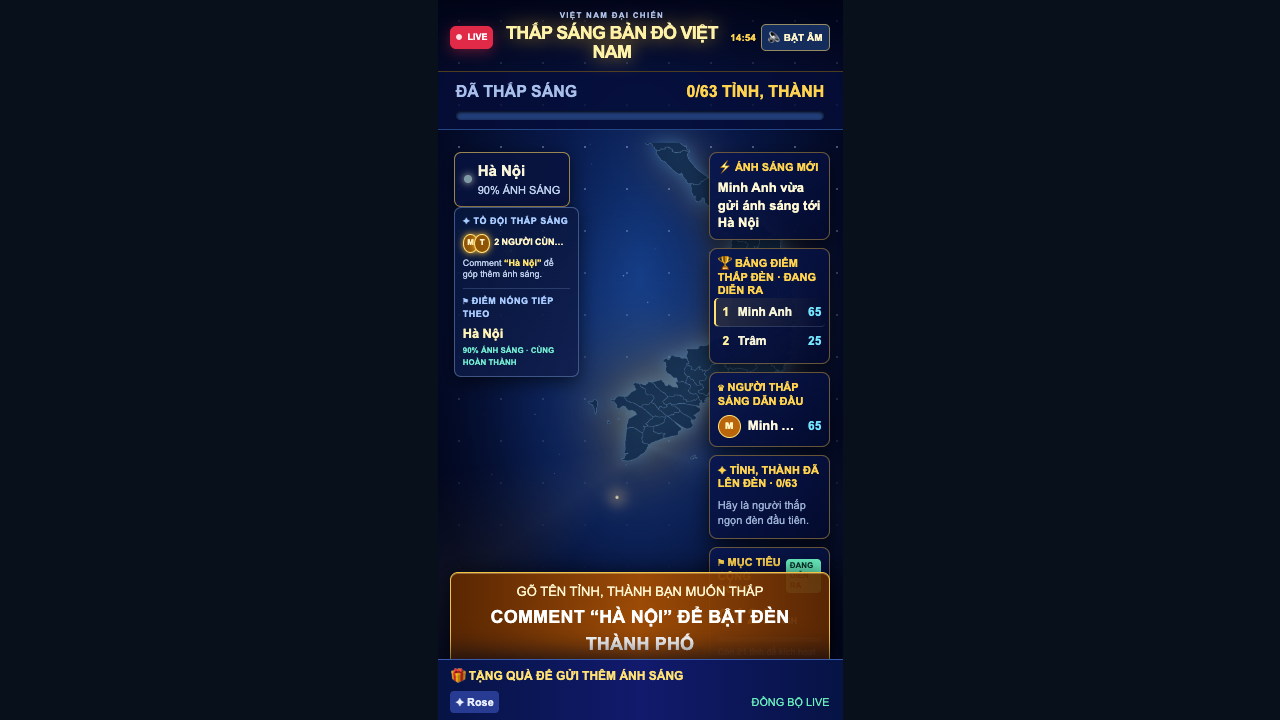 VIỆT NAM ĐẠI CHIẾN
LIVE
THẮP SÁNG BẢN ĐỒ VIỆT
NAM
14:54
BẬT ÂM
ĐÃ THẮP SÁNG
0/63 TỈNH, THÀNH
Hà Nội
90% ÁNH SÁNG
✦ TỔ ĐỘI THẮP SÁNG
M T 2 NGƯỜI CÙN...
Comment “Hà Nội” để
góp thêm ánh sáng.
⚑ ĐIỂM NÓNG TIẾP
THEO
Hà Nội
90% ÁNH SÁNG · CÙNG
HOÀN THÀNH
⚡ ÁNH SÁNG MỚI
Minh Anh vừa
gửi ánh sáng tới
Hà Nội
🏆 BẢNG ĐIỂM
THẮP ĐÈN · ĐANG
DIỄN RA
1 Minh Anh 65
2 Trâm 25
♛ NGƯỜI THẮP
SÁNG DẪN ĐẦU
M Minh ... 65
✦ TỈNH, THÀNH ĐÃ
LÊN ĐÈN · 0/63
Hãy là người thắp
ngọn đèn đầu tiên.
⚑ MỤC TIÊU
ĐANG
GÕ TÊN TỈNH, THÀNH BẠN MUỐN THẮP
COMMENT “HÀ NỘI” ĐỂ BẬT ĐÈN
THÀNH PHỐ
🎁 TẶNG QUÀ ĐỂ GỬI THÊM ÁNH SÁNG
✦ Rose
ĐỒNG BỘ LIVE